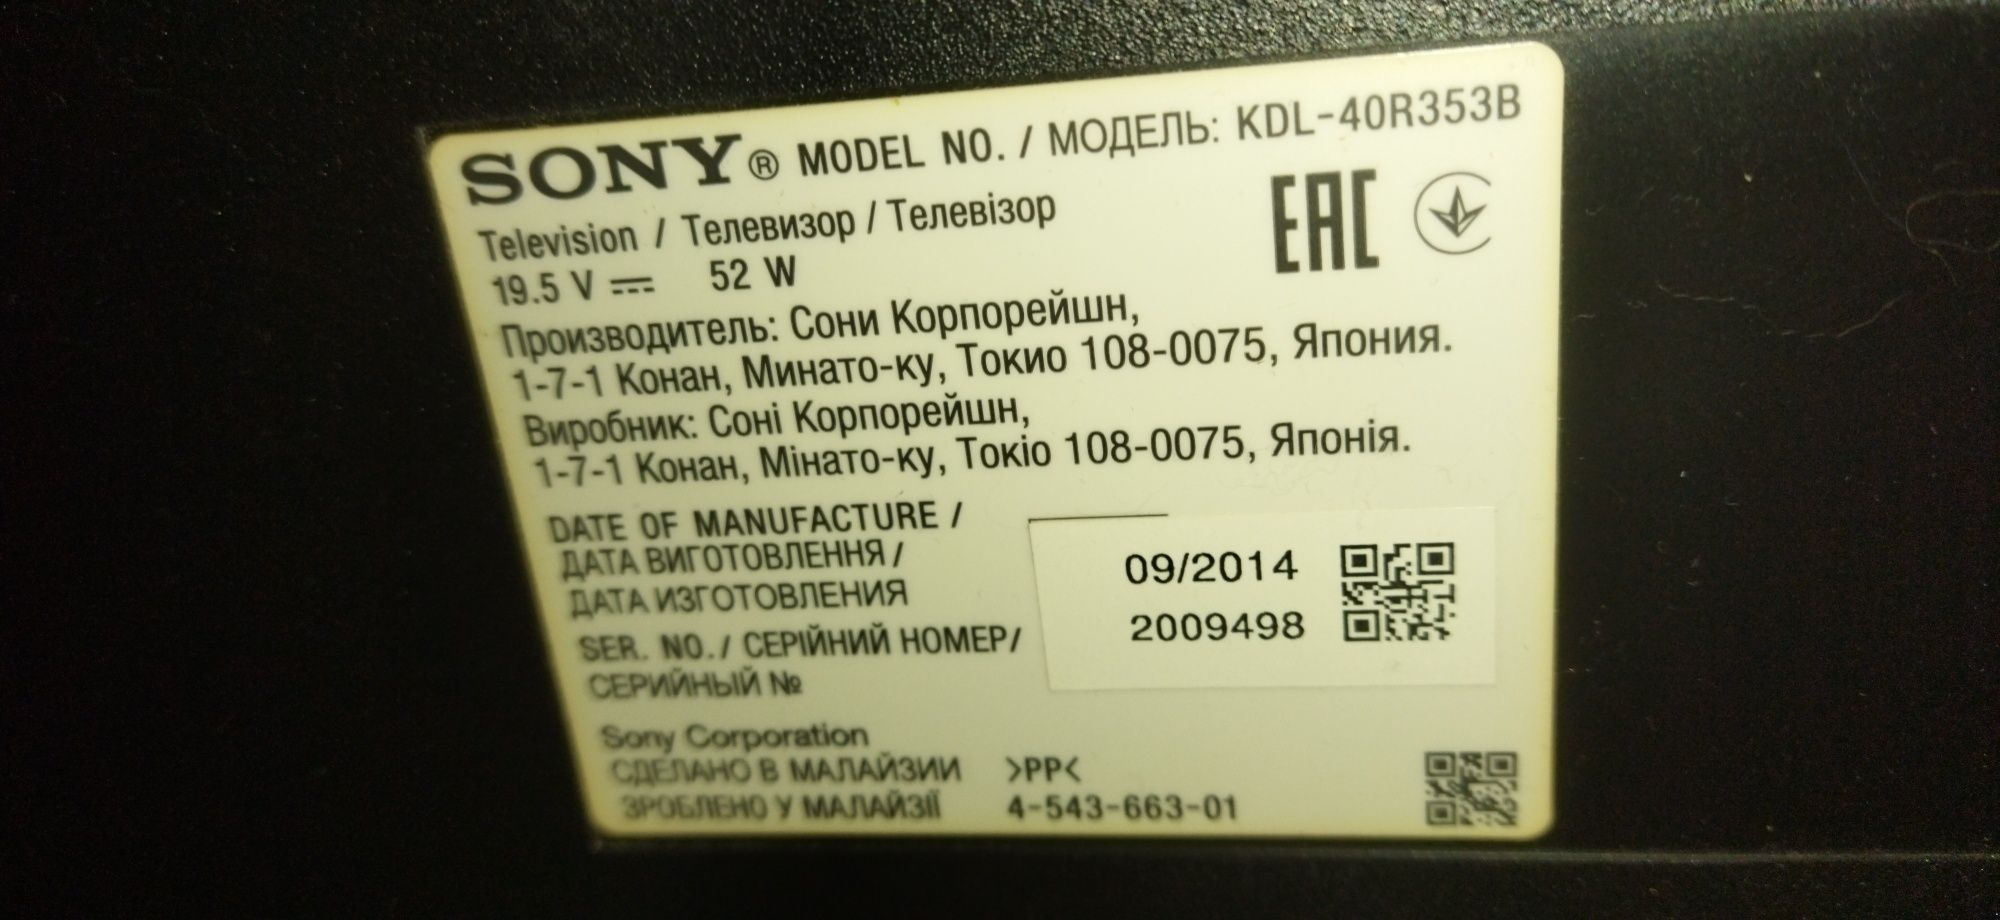 SONY® MODEL NO. / МОДЕЛЬ: KDL-40R353B
Television / Телевизор / Телевізор
19.5 V ⎓ 52 W
EAC
Производитель: Сони Корпорейшн,
1-7-1 Конан, Минато-ку, Токио 108-0075, Япония.
Виробник: Соні Корпорейшн,
1-7-1 Конан, Мінато-ку, Токіо 108-0075, Японія.
DATE OF MANUFACTURE /
ДАТА ВИГОТОВЛЕННЯ /
ДАТА ИЗГОТОВЛЕНИЯ
09/2014
SER. NO. / СЕРІЙНИЙ НОМЕР/
СЕРИЙНЫЙ №
2009498
Sony Corporation
СДЕЛАНО В МАЛАЙЗИИ >PP<
ЗРОБЛЕНО У МАЛАЙЗІЇ 4-543-663-01